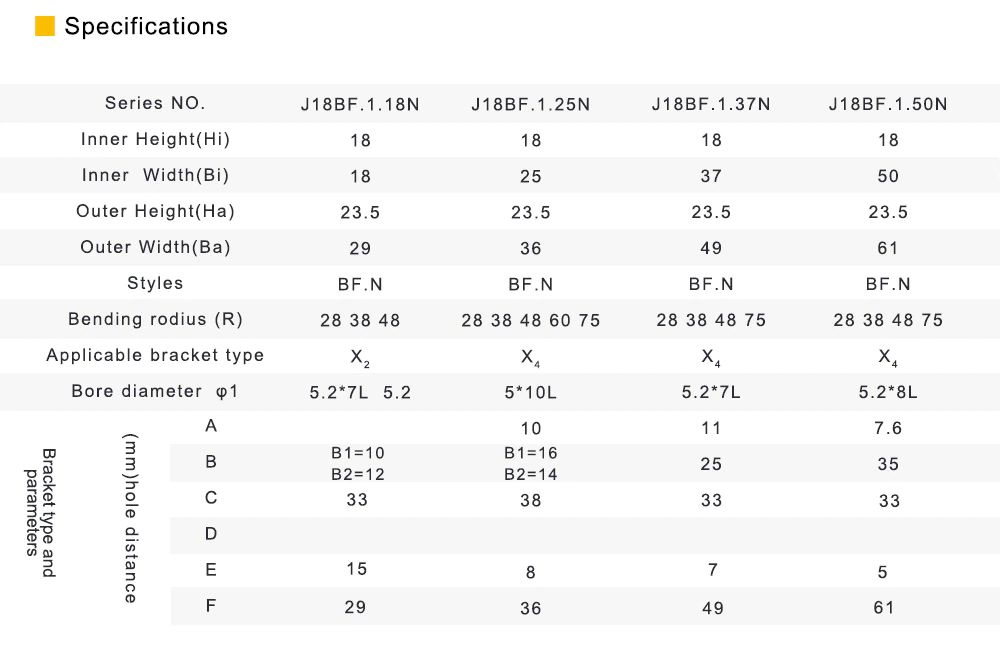 Specifications
Series NO. J18BF.1.18N J18BF.1.25N J18BF.1.37N J18BF.1.50N
Inner Height(Hi) 18 18 18 18
Inner Width(Bi) 18 25 37 50
Outer Height(Ha) 23.5 23.5 23.5 23.5
Outer Width(Ba) 29 36 49 61
Styles BF.N BF.N BF.N BF.N
Bending rodius (R) 28 38 48 28 38 48 60 75 28 38 48 75 28 38 48 75
Applicable bracket type X₂ X₄ X₄ X₄
Bore diameter φ1 5.2*7L 5.2 5*10L 5.2*7L 5.2*8L
Bracket type and
parameters
(mm)hole distance
A 10 11 7.6
B B1=10 B1=16 25 35
B2=12 B2=14
C 33 38 33 33
D
E 15 8 7 5
F 29 36 49 61